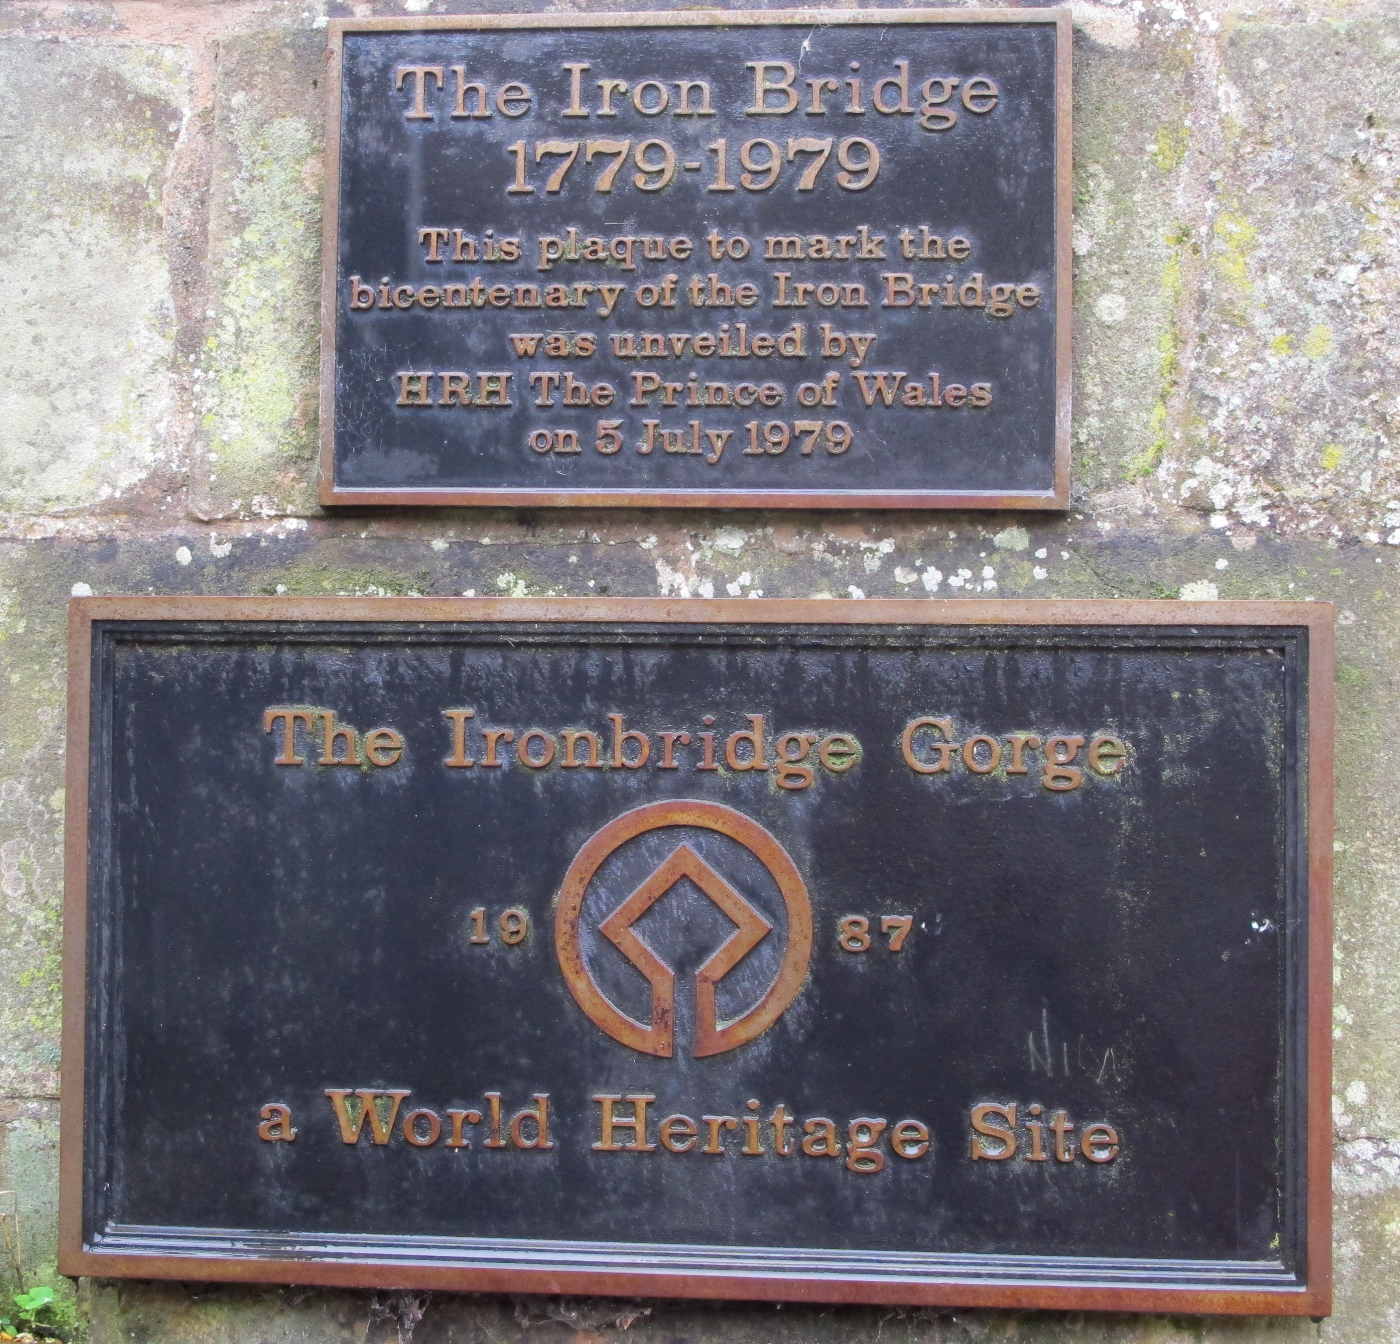 The Iron Bridge
1779-1979
This plaque to mark the
bicentenary of the Iron Bridge
was unveiled by
HRH The Prince of Wales
on 5 July 1979
The Ironbridge Gorge
19 87
a World Heritage Site